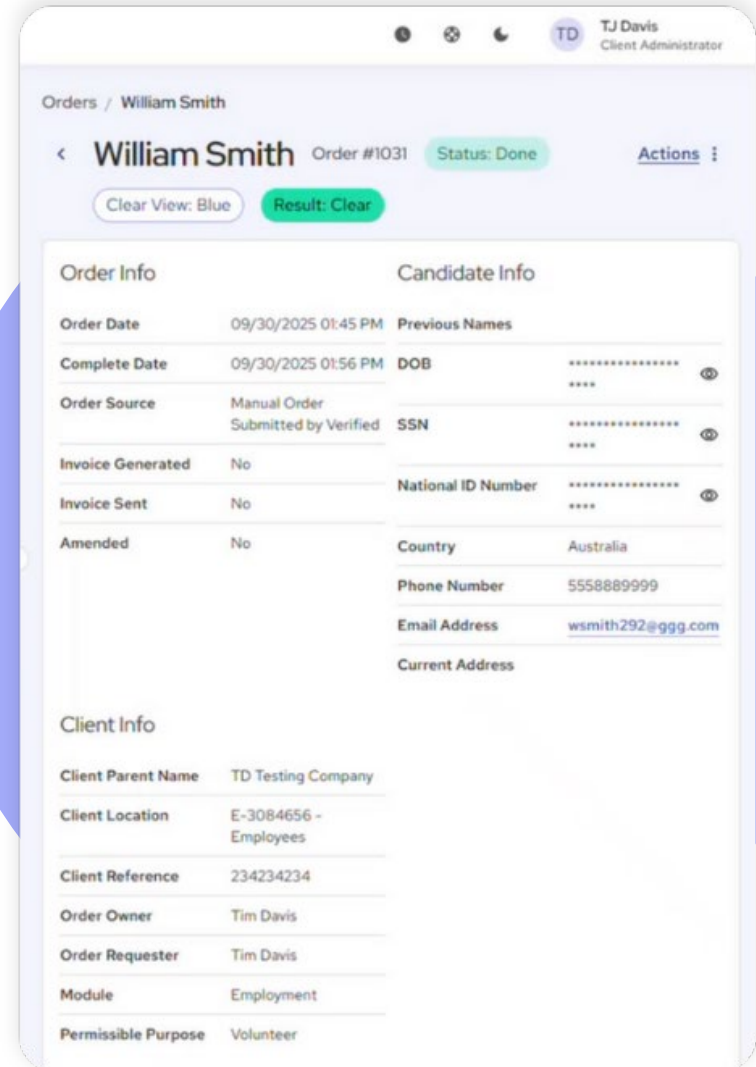 TD
TJ Davis
Client Administrator
Orders / William Smith
< William Smith Order #1031 Status: Done Actions
Clear View: Blue Result: Clear
Order Info
Order Date 09/30/2025 01:45 PM
Complete Date 09/30/2025 01:56 PM
Order Source Manual Order
Submitted by Verified
Invoice Generated No
Invoice Sent No
Amended No
Candidate Info
Previous Names
DOB ****************
****
SSN ****************
****
National ID Number ****************
****
Country Australia
Phone Number 5558889999
Email Address wsmith292@ggg.com
Current Address
Client Info
Client Parent Name TD Testing Company
Client Location E-3084656 -
Employees
Client Reference 234234234
Order Owner Tim Davis
Order Requester Tim Davis
Module Employment
Permissible Purpose Volunteer